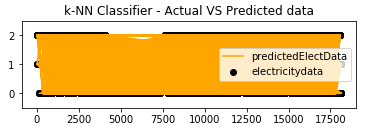 k-NN Classifier - Actual VS Predicted data
2
1
0
predictedElectData
electricitydata
0 2500 5000 7500 10000 12500 15000 17500